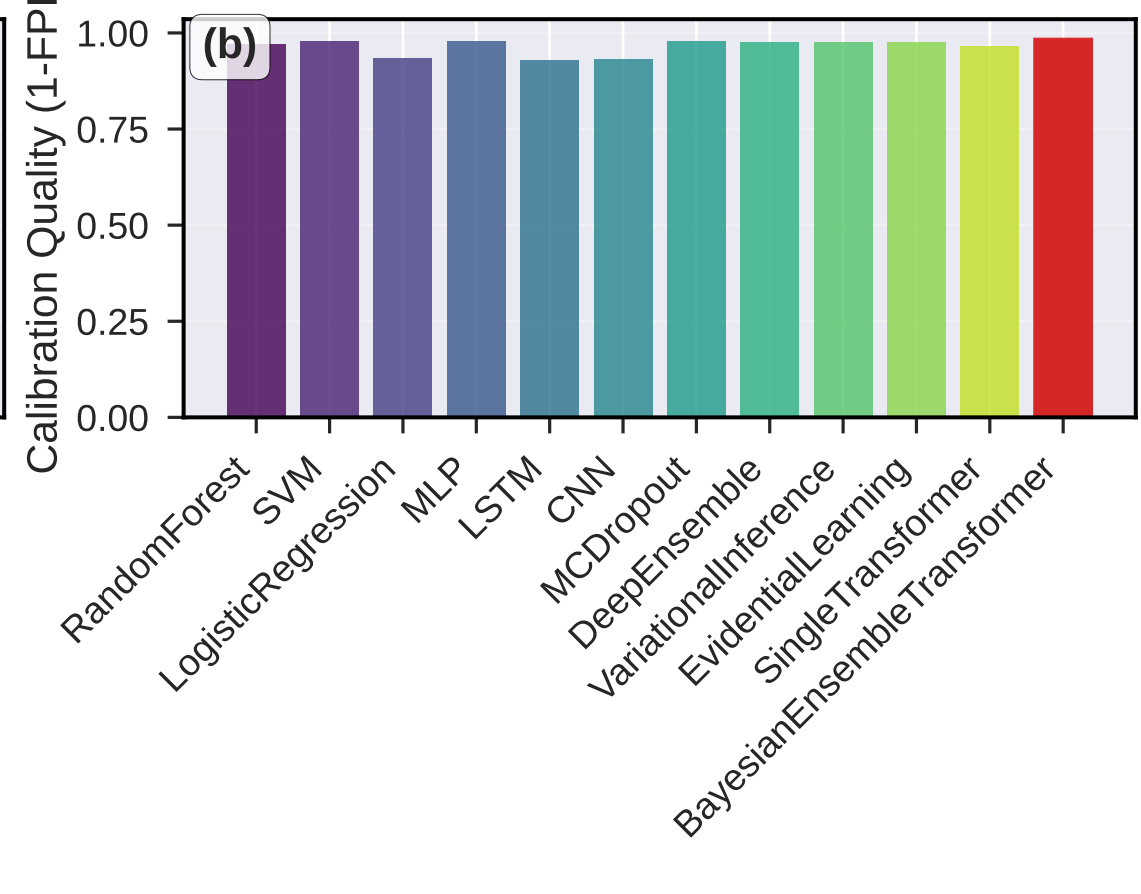 (b)
Calibration Quality (1-FP
1.00
0.75
0.50
0.25
0.00
RandomForest
SVM
LogisticRegression
MLP
LSTM
CNN
MCDropout
DeepEnsemble
VariationalInference
EvidentialLearning
SingleTransformer
BayesianEnsembleTransformer